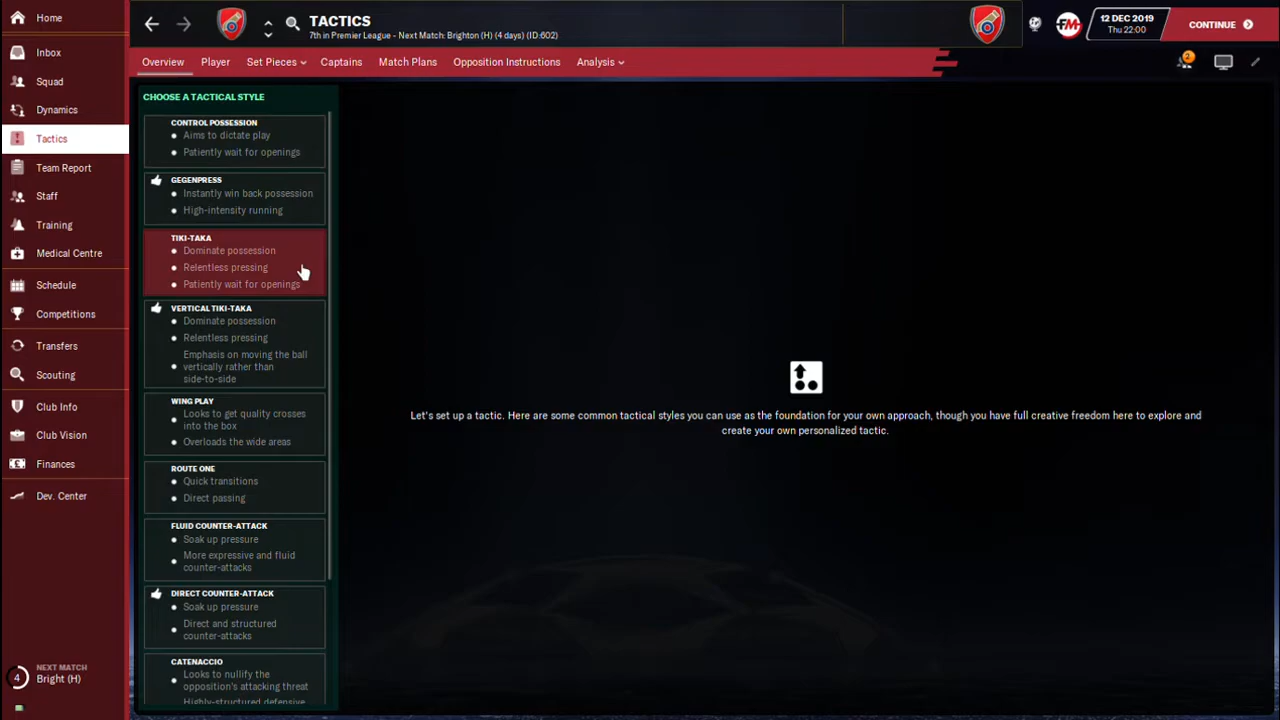 Home
Inbox
Squad
Dynamics
Tactics
Team Report
Staff
Training
Medical Centre
Schedule
Competitions
Transfers
Scouting
Club Info
Club Vision
Finances
Dev. Center
NEXT MATCH
4
Bright (H)
TACTICS
7th in Premier League - Next Match: Brighton (H) (4 days) (ID:602)
FM
12 DEC 2019
Thu 22:00
CONTINUE
Overview
Player
Set Pieces
Captains
Match Plans
Opposition Instructions
Analysis
2
CHOOSE A TACTICAL STYLE
CONTROL POSSESSION
Aims to dictate play
Patiently wait for openings
GEGENPRESS
Instantly win back possession
High-intensity running
TIKI-TAKA
Dominate possession
Relentless pressing
Patiently wait for openings
VERTICAL TIKI-TAKA
Dominate possession
Relentless pressing
Emphasis on moving the ball
vertically rather than
side-to-side
WING PLAY
Looks to get quality crosses
into the box
Overloads the wide areas
ROUTE ONE
Quick transitions
Direct passing
FLUID COUNTER-ATTACK
Soak up pressure
More expressive and fluid
counter-attacks
DIRECT COUNTER-ATTACK
Soak up pressure
Direct and structured
counter-attacks
CATENACCIO
Looks to nullify the
opposition's attacking threat
Highly-structured defensive
Let's set up a tactic. Here are some common tactical styles you can use as the foundation for your own approach, though you have full creative freedom here to explore and
create your own personalized tactic.